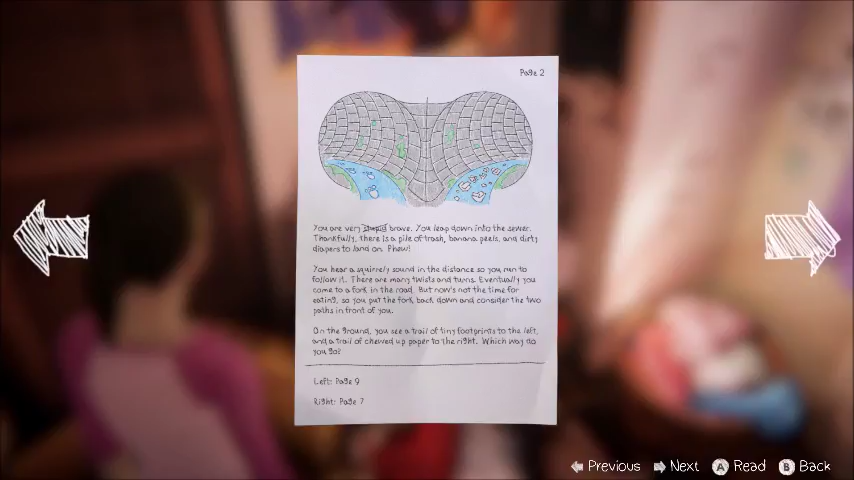 Page 2
You are very stupid brave. You leap down into the sewer.
Thankfully, there is a pile of trash, banana peels, and dirty
diapers to land on. Phew!
You hear a squirrely sound in the distance so you run to
follow it. There are many twists and turns. Eventually you
come to a fork in the road. But now's not the time for
eating, so you put the fork back down and consider the two
paths in front of you.
On the ground, you see a trail of tiny footprints to the left,
and a trail of chewed up paper to the right. Which way do
you go?
Left: Page 9
Right: Page 7
Previous Next A Read B Back